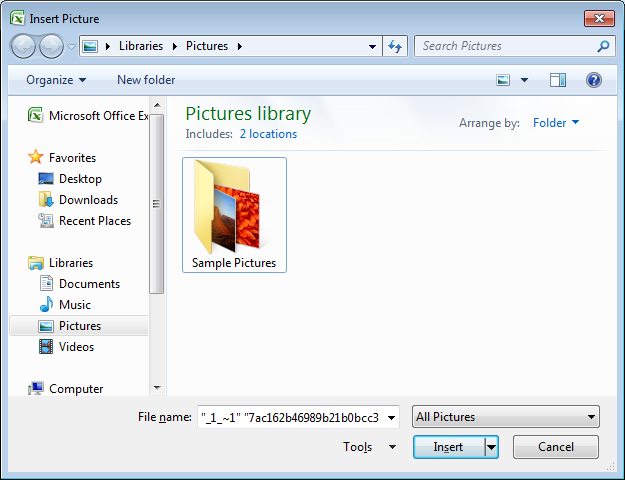 Insert Picture
Libraries Pictures
Search Pictures
Organize New folder
Microsoft Office Ex
Favorites
Desktop
Downloads
Recent Places
Libraries
Documents
Music
Pictures
Videos
Computer
Pictures library
Includes: 2 locations
Arrange by: Folder
Sample Pictures
File name: "_1_~1" "7ac162b46989b21b0bcc3
All Pictures
Tools Insert Cancel